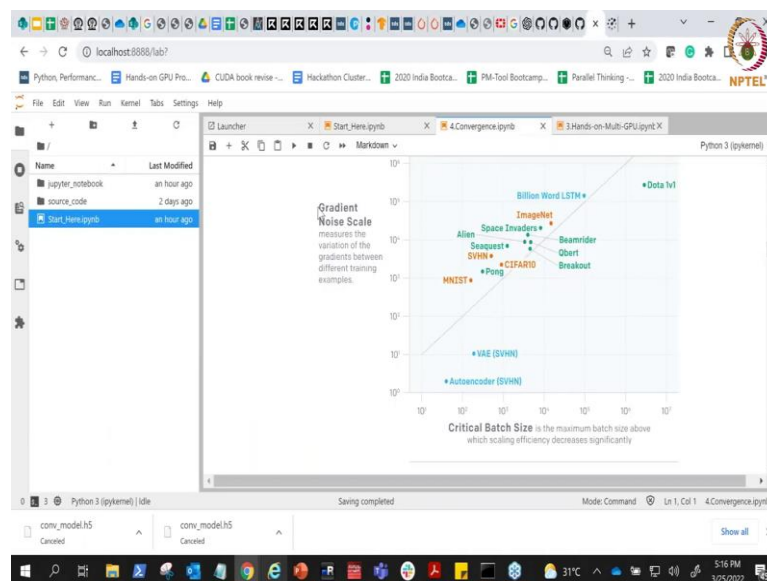 localhost:8888/lab?
Python, Performanc...
Hands-on GPU Pro...
CUDA book revise -...
Hackathon Cluster...
2020 India Bootca...
PM-Tool Bootcamp...
Parallel Thinking -...
2020 India Bootca...
NPTEL
File Edit View Run Kernel Tabs Settings Help
Launcher
Start_Here.ipynb
4.Convergence.ipynb
3.Hands-on-Multi-GPU.ipynb
Markdown
Python 3 (ipykernel)
/
Name
Last Modified
jupyter_notebook
an hour ago
source_code
2 days ago
Start_Here.ipynb
an hour ago
Gradient
Noise Scale
measures the
variation of the
gradients between
different training
examples.
Billion Word LSTM
Dota 1v1
ImageNet
Space Invaders
Alien
Beamrider
Seaquest
Qbert
SVHN
Breakout
CIFAR10
Pong
MNIST
VAE (SVHN)
Autoencoder (SVHN)
Critical Batch Size is the maximum batch size above
which scaling efficiency decreases significantly
0
3
Python 3 (ipykernel) | Idle
Saving completed
Mode: Command
Ln 1, Col 1
4.Convergence.ipyn
conv_model.h5
Canceled
conv_model.h5
Canceled
Show all
31°C
5:16 PM
3/25/2022